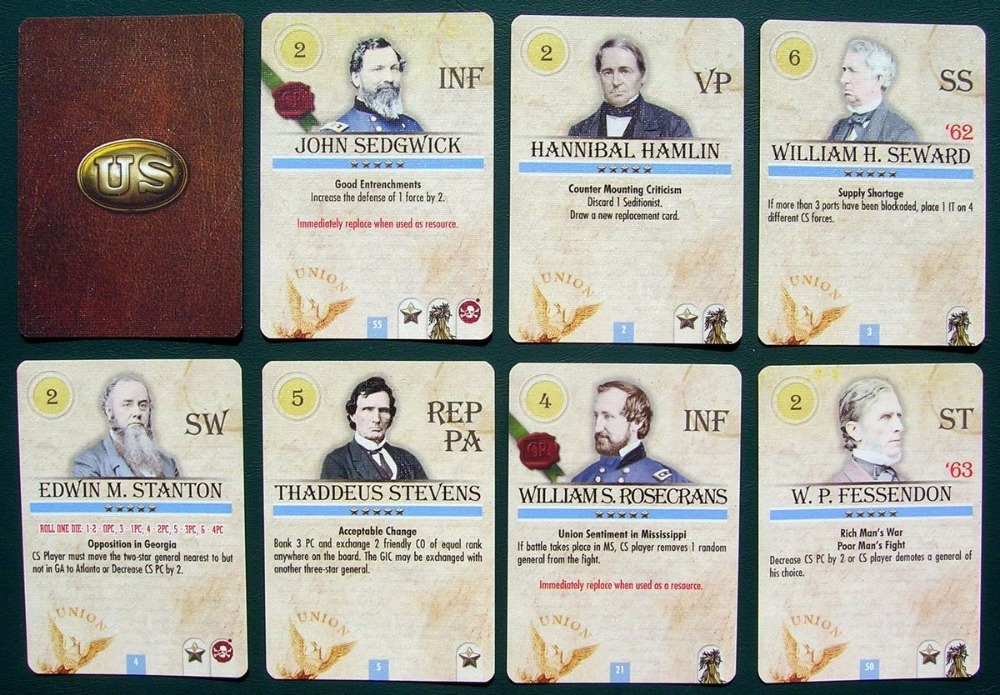 US
2
INF
JOHN SEDGWICK
Good Entrenchments
Increase the defense of 1 force by 2.
Immediately replace when used as resource.
UNION
55
2
VP
HANNIBAL HAMLIN
Counter Mounting Criticism
Discard 1 Seditionist.
Draw a new replacement card.
UNION
2
6
SS
'62
WILLIAM H. SEWARD
Supply Shortage
If more than 3 ports have been blockaded, place 1 IT on 4
different CS forces.
UNION
3
2
SW
EDWIN M. STANTON
ROLL ONE DIE: 1-2 - 0PC, 3 - 1PC, 4 - 2PC, 5 - 3PC, 6 - 4PC
Opposition in Georgia
CS Player must move the two-star general nearest to but
not in GA to Atlanta or Decrease CS PC by 2.
UNION
4
5
REP
PA
THADDEUS STEVENS
Acceptable Change
Bank 3 PC and exchange 2 friendly CO of equal rank
anywhere on the board. The GIC may be exchanged with
another three-star general.
UNION
5
4
INF
WILLIAM S. ROSECRANS
Union Sentiment in Mississippi
If battle takes place in MS, CS player removes 1 random
general from the fight.
Immediately replace when used as a resource.
UNION
21
2
ST
'63
W. P. FESSENDON
Rich Man's War
Poor Man's Fight
Decrease CS PC by 2 or CS player demotes a general of
his choice.
UNION
50